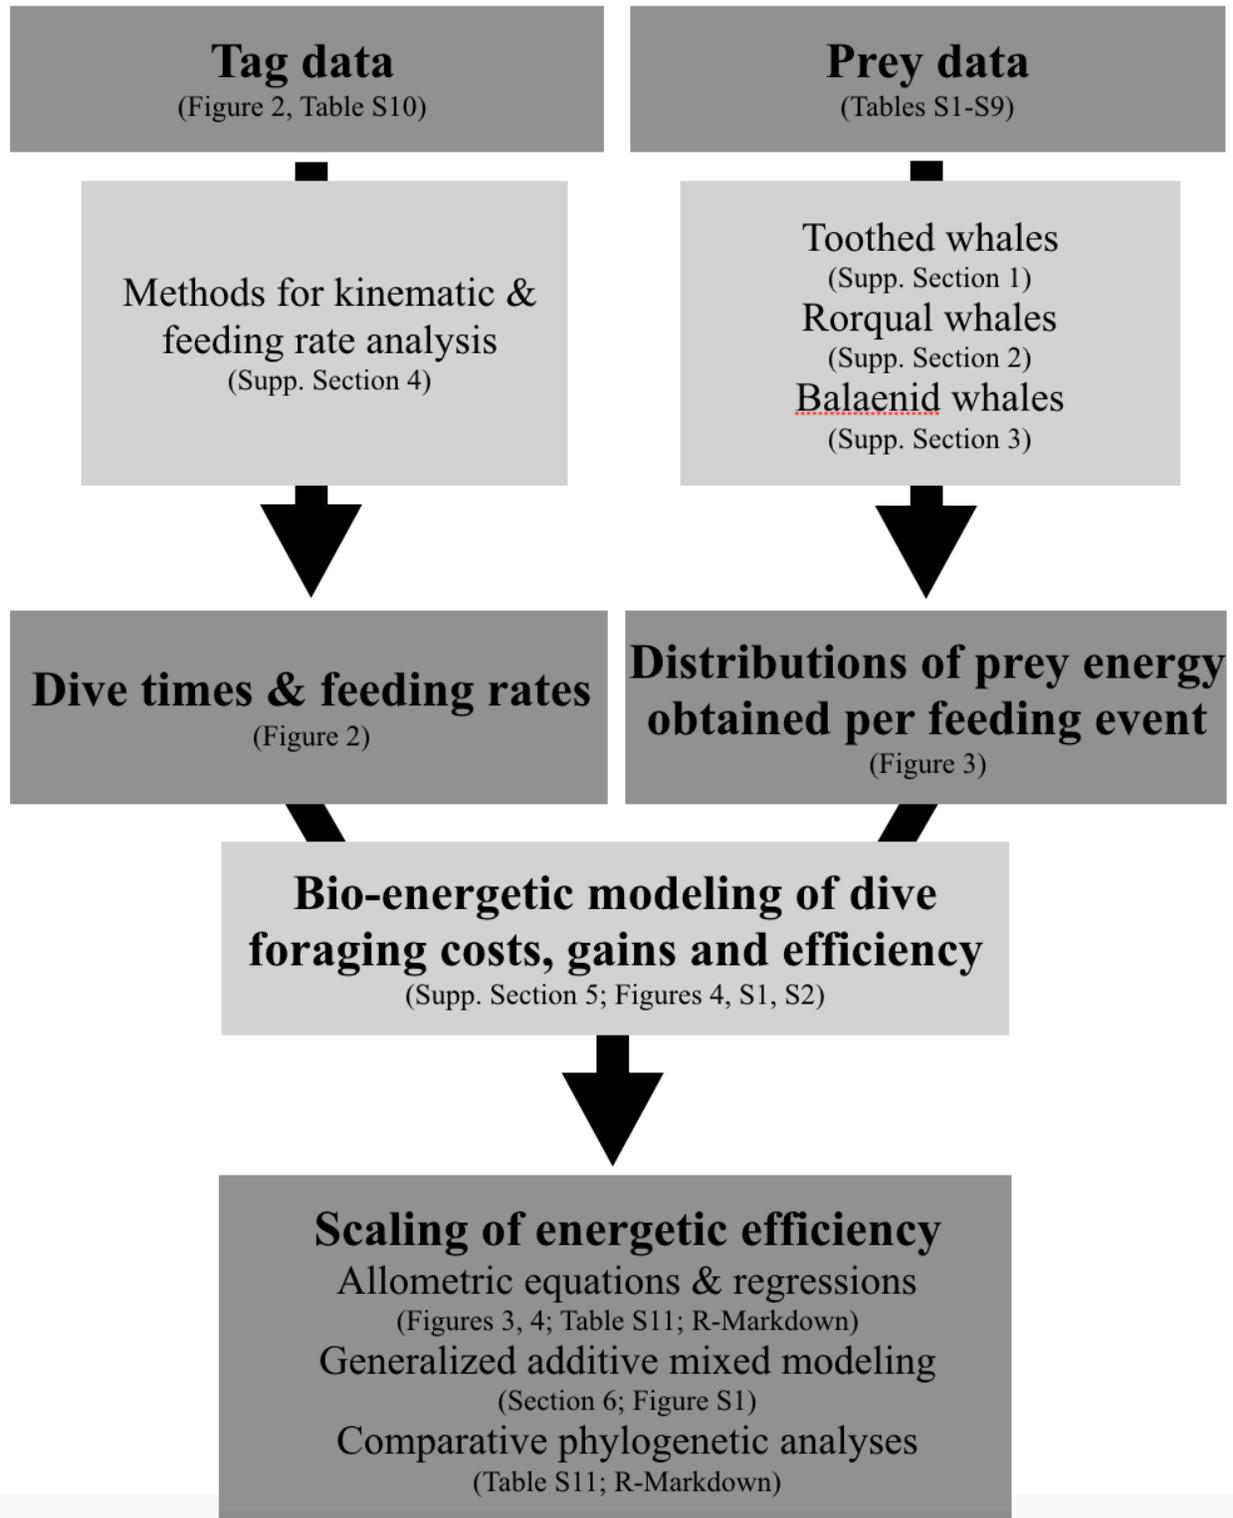 Tag data
(Figure 2, Table S10)
Prey data
(Tables S1-S9)
Methods for kinematic &
feeding rate analysis
(Supp. Section 4)
Toothed whales
(Supp. Section 1)
Rorqual whales
(Supp. Section 2)
Balaenid whales
(Supp. Section 3)
Dive times & feeding rates
(Figure 2)
Distributions of prey energy
obtained per feeding event
(Figure 3)
Bio-energetic modeling of dive
foraging costs, gains and efficiency
(Supp. Section 5; Figures 4, S1, S2)
Scaling of energetic efficiency
Allometric equations & regressions
(Figures 3, 4; Table S11; R-Markdown)
Generalized additive mixed modeling
(Section 6; Figure S1)
Comparative phylogenetic analyses
(Table S11; R-Markdown)